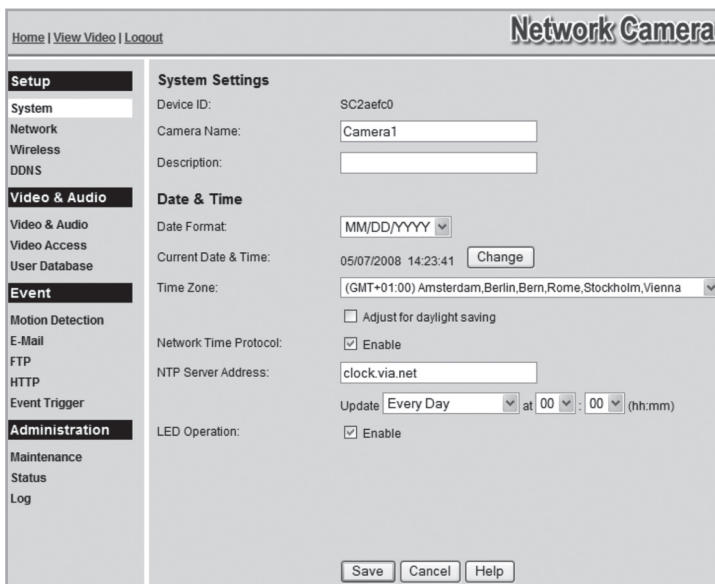 Home | View Video | Logout
Network Camera
Setup
System
Network
Wireless
DDNS
Video & Audio
Video & Audio
Video Access
User Database
Event
Motion Detection
E-Mail
FTP
HTTP
Event Trigger
Administration
Maintenance
Status
Log
System Settings
Device ID: SC2aefc0
Camera Name: Camera1
Description:
Date & Time
Date Format: MM/DD/YYYY
Current Date & Time: 05/07/2008 14:23:41 Change
Time Zone: (GMT+01:00) Amsterdam,Berlin,Bern,Rome,Stockholm,Vienna
Adjust for daylight saving
Network Time Protocol: Enable
NTP Server Address: clock.via.net
Update Every Day at 00 : 00 (hh:mm)
LED Operation: Enable
Save Cancel Help